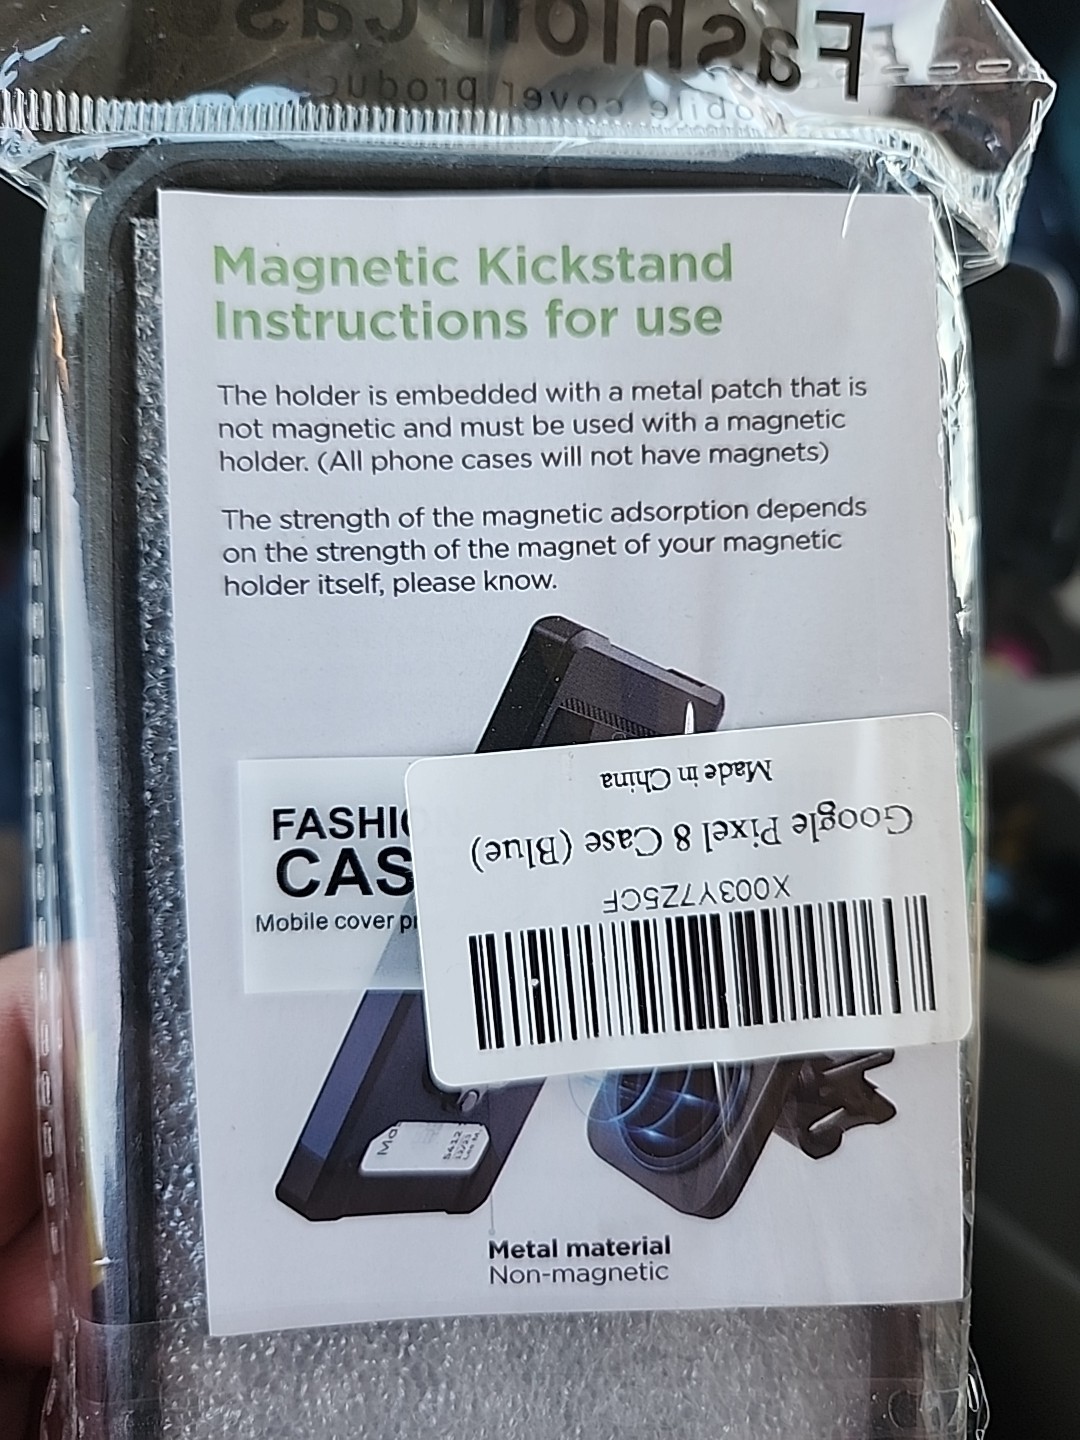 Fashion Case
Mobile cover produc
Magnetic Kickstand
Instructions for use
The holder is embedded with a metal patch that is
not magnetic and must be used with a magnetic
holder. (All phone cases will not have magnets)
The strength of the magnetic adsorption depends
on the strength of the magnet of your magnetic
holder itself, please know.
FASHI
CAS
Mobile cover p
Made in China
Google Pixel 8 Case (Blue)
X003Y7Z5CF
Metal material
Non-magnetic